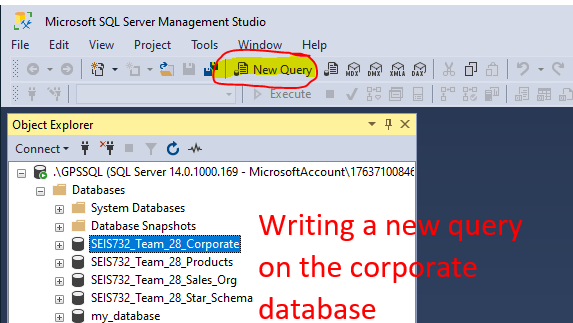 Microsoft SQL Server Management Studio
File Edit View Project Tools Window Help
New Query MDX DMX XMLA DAX
Execute
Object Explorer
Connect
.\GPSSQL (SQL Server 14.0.1000.169 - MicrosoftAccount\17637100846
Databases
System Databases
Database Snapshots
SEIS732_Team_28_Corporate
SEIS732_Team_28_Products
SEIS732_Team_28_Sales_Org
SEIS732_Team_28_Star_Schema
my_database
Writing a new query
on the corporate
database